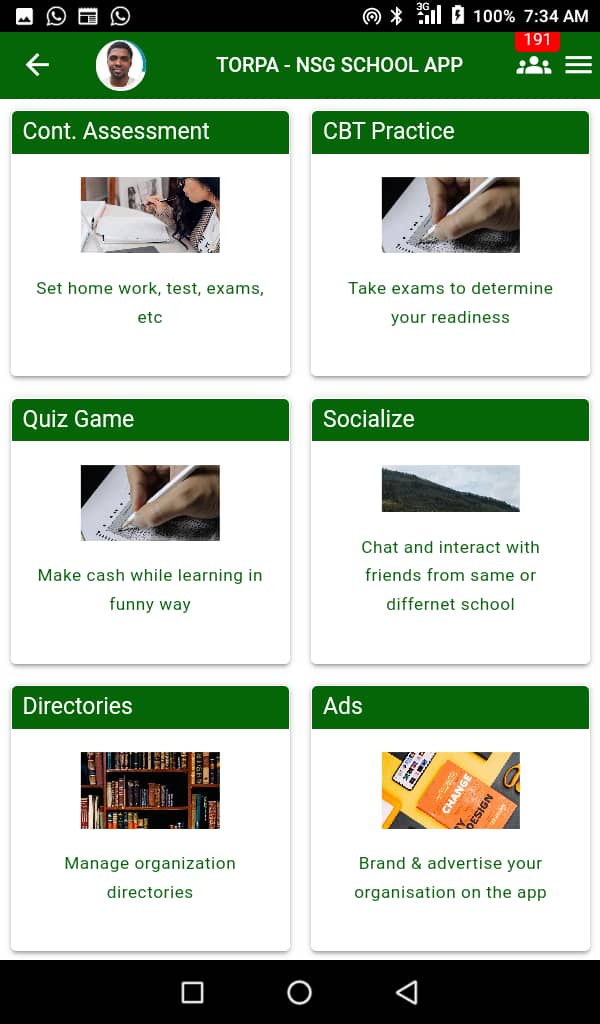 3G
100% 7:34 AM
191
TORPA - NSG SCHOOL APP
Cont. Assessment
Set home work, test, exams,
etc
CBT Practice
Take exams to determine
your readiness
Quiz Game
Make cash while learning in
funny way
Socialize
Chat and interact with
friends from same or
differnet school
Directories
Manage organization
directories
Ads
CHANGE
BY
DESIGN
Brand & advertise your
organisation on the app